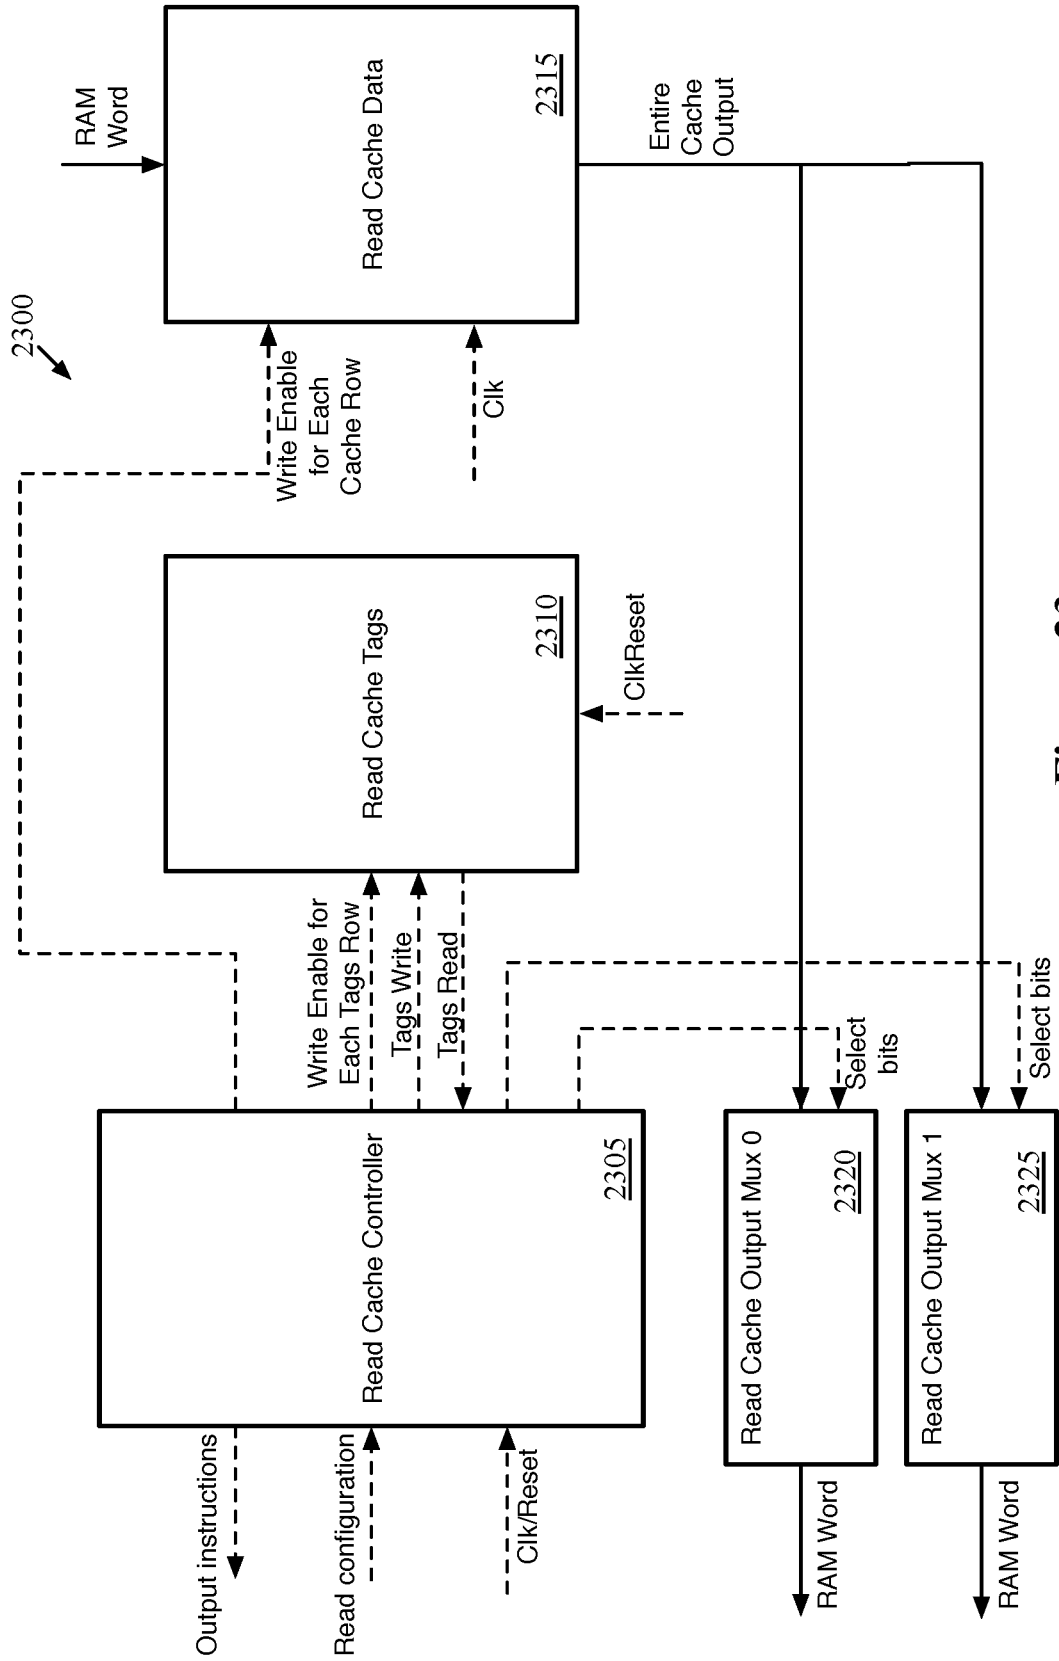 2300
RAM
Word
Read Cache Data
2315
Write Enable
for Each
Cache Row
Clk
Entire
Cache
Output
Read Cache Tags
2310
ClkReset
Write Enable for
Each Tags Row
Tags Write
Tags Read
Read Cache Controller
2305
Output instructions
Read configuration
Clk/Reset
Select
bits
Select bits
Read Cache Output Mux 0
2320
RAM Word
Read Cache Output Mux 1
2325
RAM Word